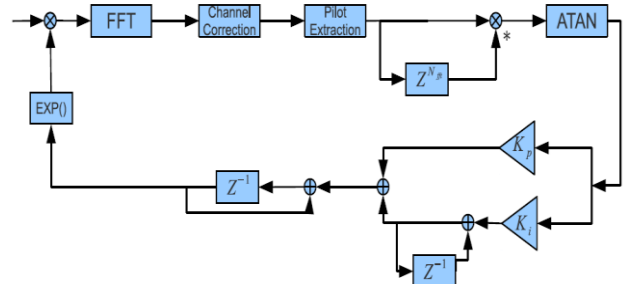 FFT
Channel
Correction
Pilot
Extraction
*
ATAN
Z^{N_{fft}}
EXP()
K_p
Z^{-1}
K_i
Z^{-1}